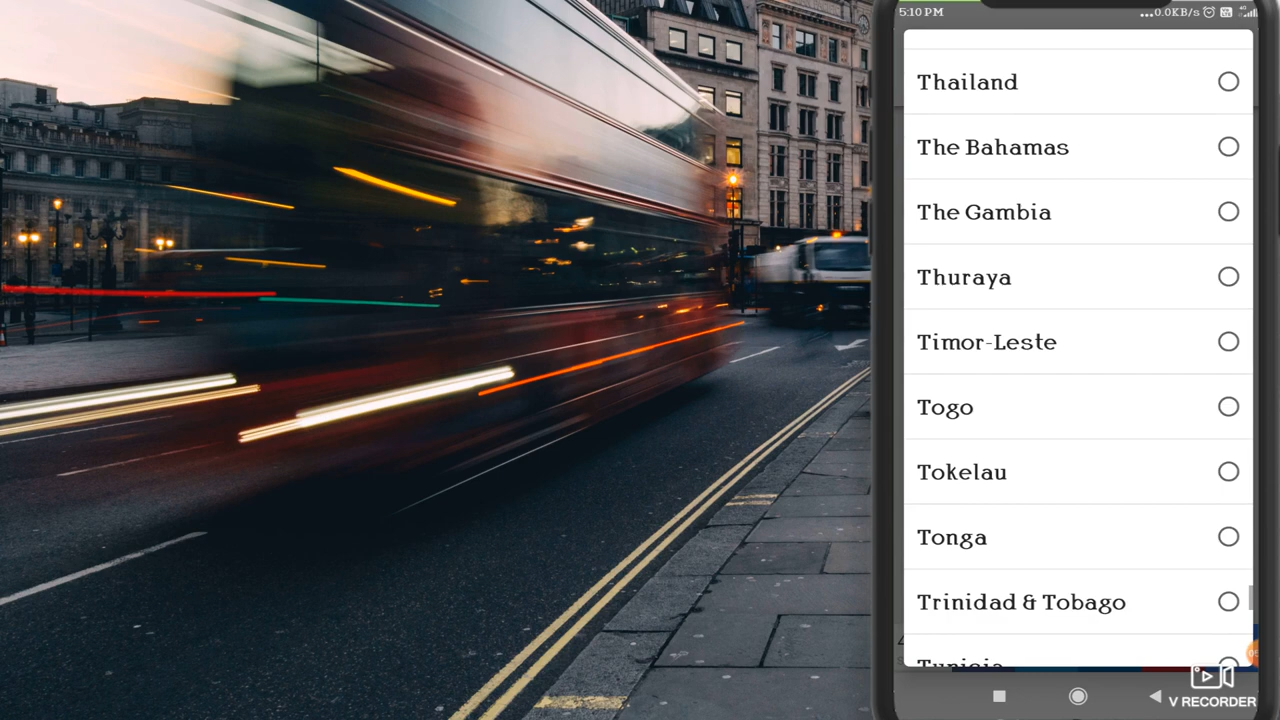 5:10 PM
...0.0KB/s
Thailand
The Bahamas
The Gambia
Thuraya
Timor-Leste
Togo
Tokelau
Tonga
Trinidad & Tobago
Tunisia
V RECORDER